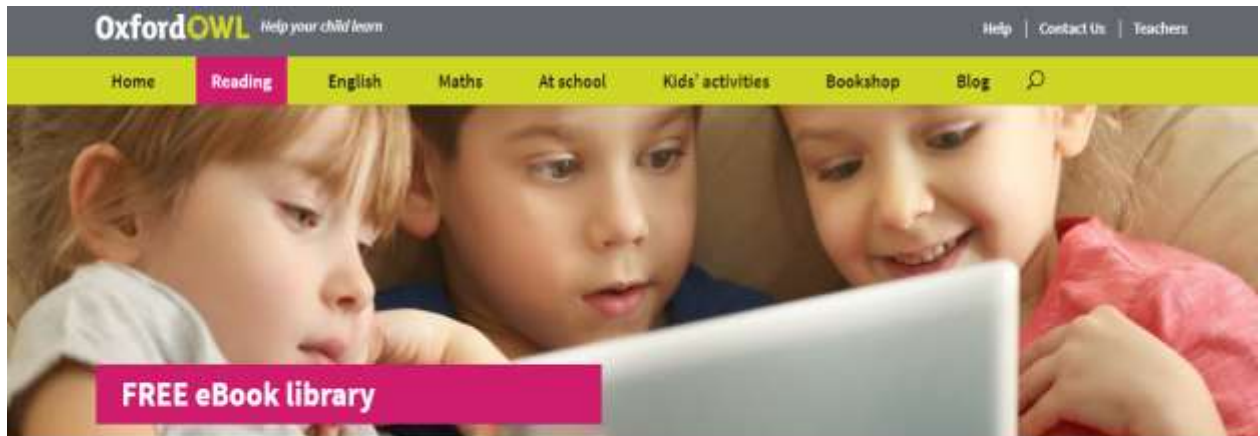 OxfordOWL Help your child learn Help | Contact Us | Teachers
Home Reading English Maths At school Kids' activities Bookshop Blog
FREE eBook library